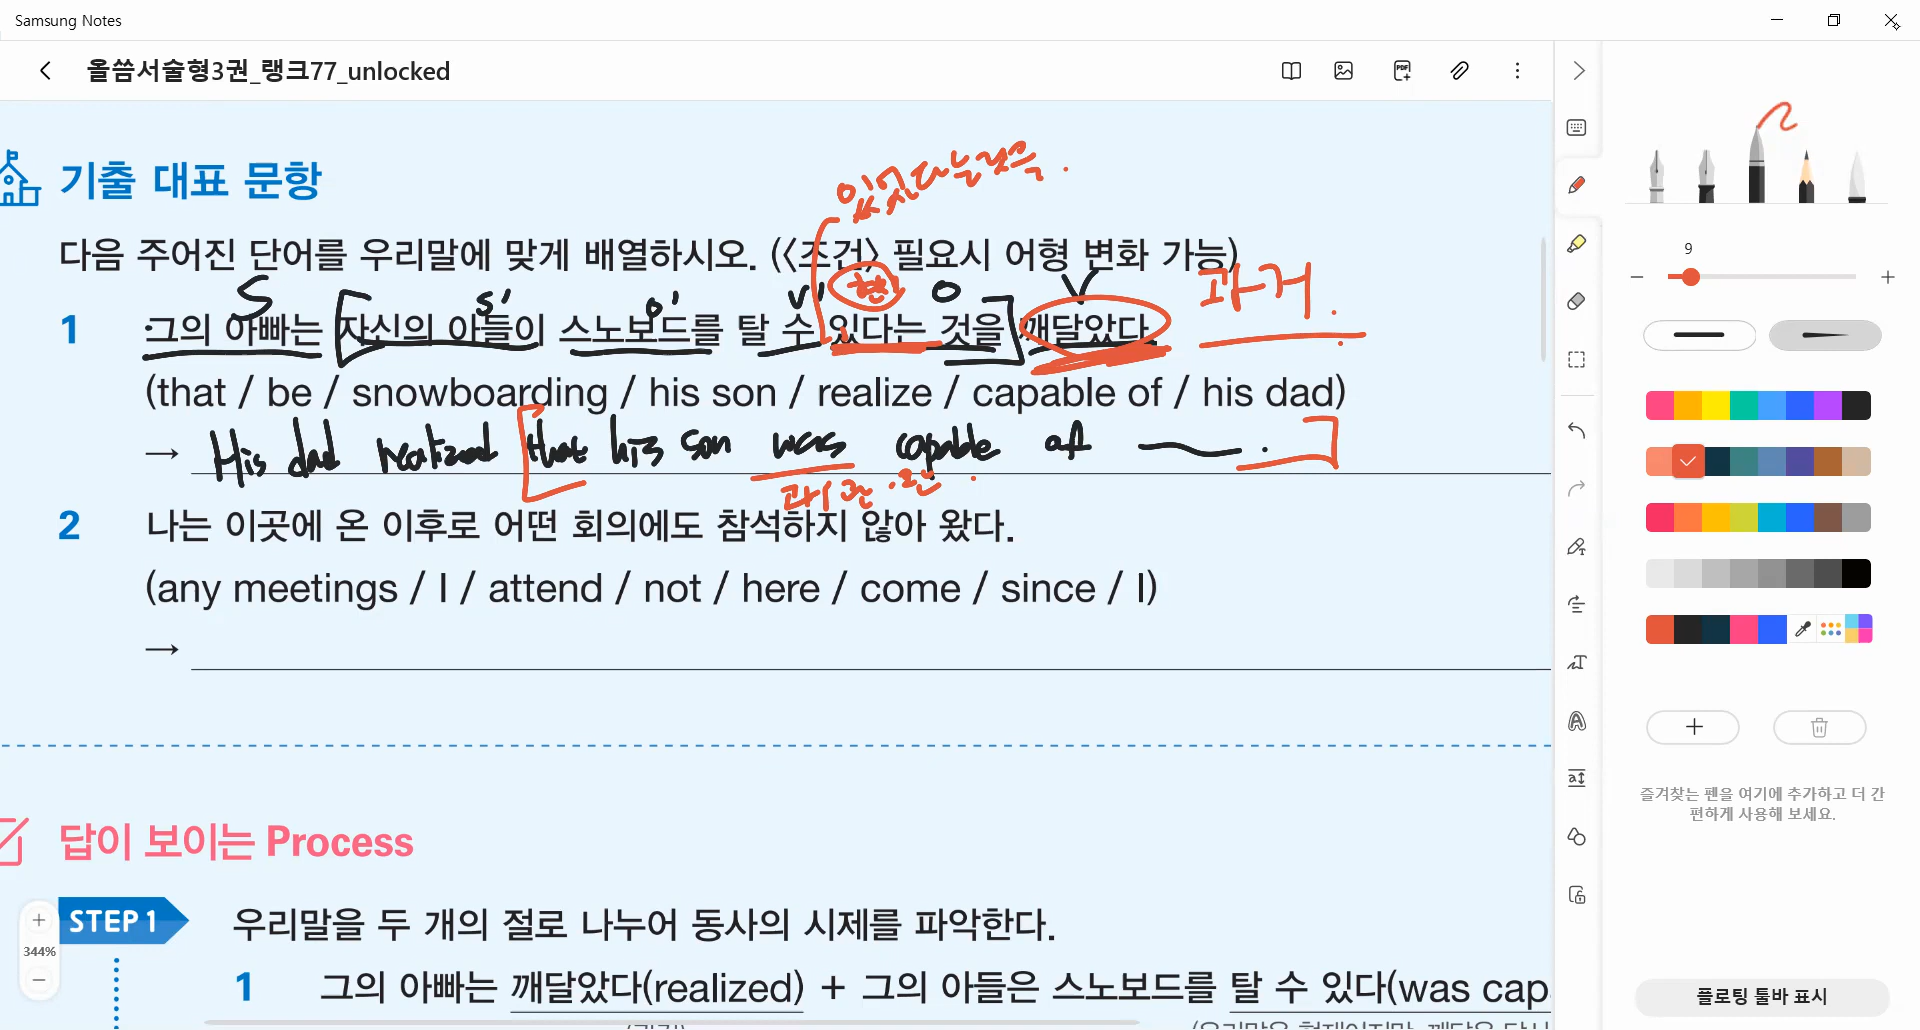 Samsung Notes
올씀서술형3권_랭크77_unlocked
기출 대표 문항
있었다는 것을.
다음 주어진 단어를 우리말에 맞게 배열하시오. (<조건> 필요시 어형 변화 가능)
S s' o' v' 현 O V 과거.
1 그의 아빠는 자신의 아들이 스노보드를 탈 수 있다는 것을 깨달았다.
(that / be / snowboarding / his son / realize / capable of / his dad)
→ His dad realized [that his son was capable of .]
2 나는 이곳에 온 이후로 어떤 회의에도 참석하지 않아 왔다.
(any meetings / I / attend / not / here / come / since / I)
→
답이 보이는 Process
STEP 1 우리말을 두 개의 절로 나누어 동사의 시제를 파악한다.
1 그의 아빠는 깨달았다(realized) + 그의 아들은 스노보드를 탈 수 있다(was cap
344%
9
즐겨찾는 펜을 여기에 추가하고 더 간
편하게 사용해 보세요.
플로팅 툴바 표시